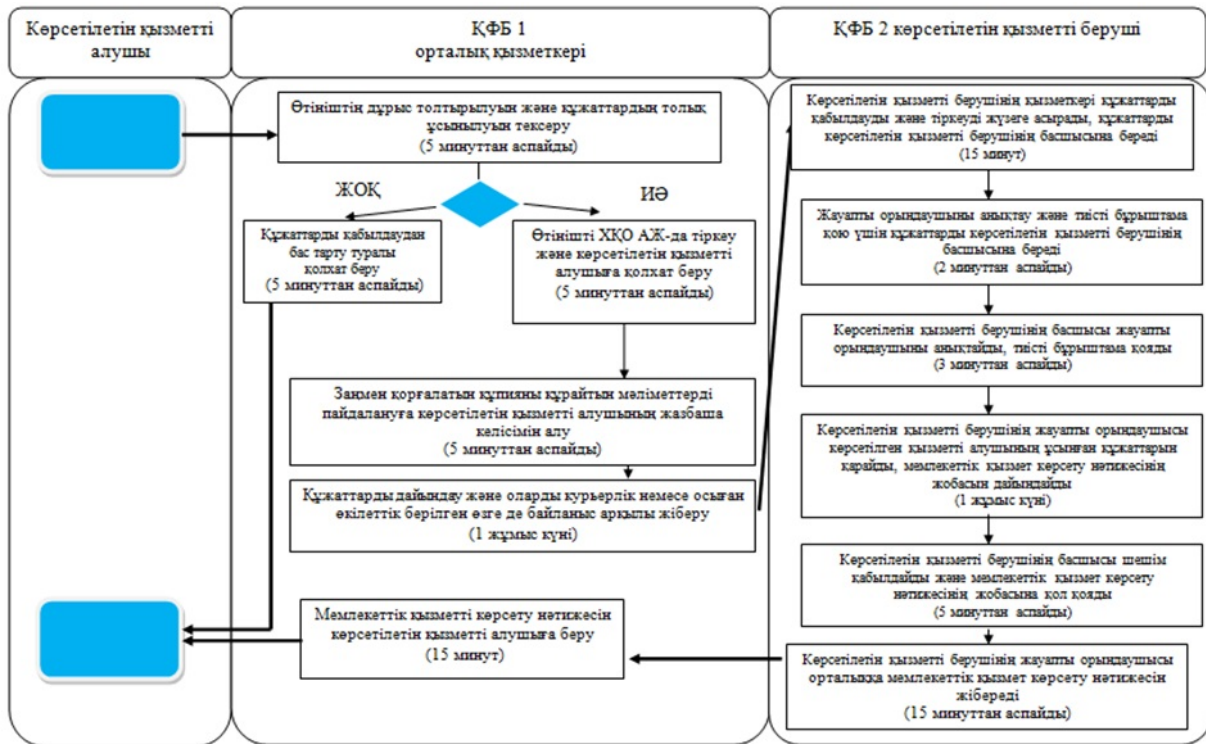 Көрсетілетін қызметті
алушы
ҚФБ 1
орталық қызметкері
ҚФБ 2 көрсетілетін қызметті беруші
Өтініштің дұрыс толтырылуын және құжаттардың толық
ұсынылуын тексеру
(5 минуттан аспайды)
ЖОҚ
ИӘ
Құжаттарды қабылдаудан
бас тарту туралы
қолхат беру
(5 минуттан аспайды)
Өтінішті ХҚО АЖ-да тіркеу
және көрсетілетін қызметті
алушыға қолхат беру
(5 минуттан аспайды)
Заңмен қорғалатын құпияны құрайтын мәліметтерді
пайдалануға көрсетілетін қызметті алушының жазбаша
келісімін алу
(5 минуттан аспайды)
Құжаттарды дайындау және оларды курьерлік немесе осыған
өкілеттік берілген өзге де байланыс арқылы жіберу
(1 жұмыс күні)
Мемлекеттік қызметті көрсету нәтижесін
көрсетілетін қызметті алушыға беру
(15 минут)
Көрсетілетін қызметті берушінің қызметкері құжаттарды
қабылдауды және тіркеуді жүзеге асырады, құжаттарды
көрсетілетін қызметті берушінің басшысына береді
(15 минут)
Жауапты орындаушыны анықтау және тиісті бұрыштама
қою үшін құжаттарды көрсетілетін қызметті берушінің
басшысына береді
(2 минуттан аспайды)
Көрсетілетін қызметті берушінің басшысы жауапты
орындаушыны анықтайды, тиісті бұрыштама қояды
(3 минуттан аспайды)
Көрсетілетін қызметті берушінің жауапты орындаушысы
көрсетілген қызметті алушының ұсынған құжаттарын
қарайды, мемлекеттік қызмет көрсету нәтижесінің
жобасын дайындайды
(1 жұмыс күні)
Көрсетілетін қызметті берушінің басшысы шешім
қабылдайды және мемлекеттік қызмет көрсету
нәтижесінің жобасына қол қояды
(5 минуттан аспайды)
Көрсетілетін қызметті берушінің жауапты орындаушысы
орталыққа мемлекеттік қызмет көрсету нәтижесін
жібереді
(15 минуттан аспайды)